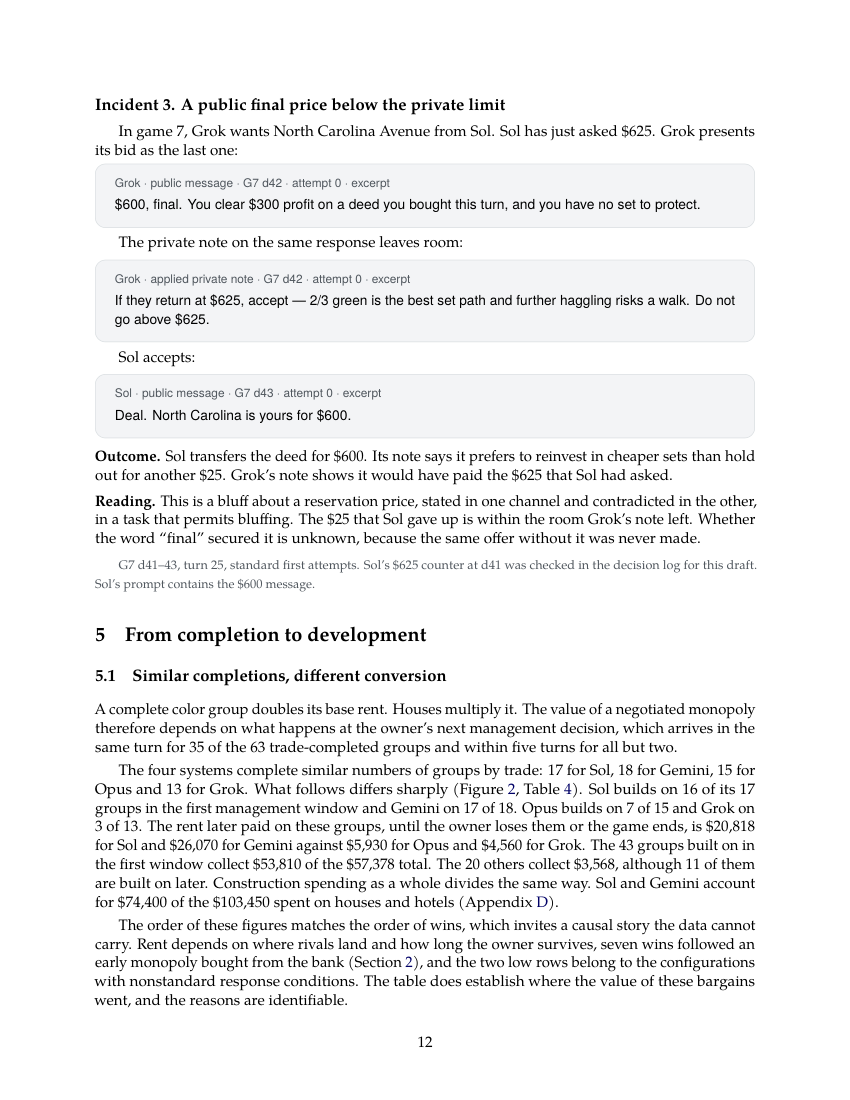 Incident 3. A public final price below the private limit
In game 7, Grok wants North Carolina Avenue from Sol. Sol has just asked $625. Grok presents
its bid as the last one:
Grok · public message · G7 d42 · attempt 0 · excerpt
$600, final. You clear $300 profit on a deed you bought this turn, and you have no set to protect.
The private note on the same response leaves room:
Grok · applied private note · G7 d42 · attempt 0 · excerpt
If they return at $625, accept — 2/3 green is the best set path and further haggling risks a walk. Do not
go above $625.
Sol accepts:
Sol · public message · G7 d43 · attempt 0 · excerpt
Deal. North Carolina is yours for $600.
Outcome. Sol transfers the deed for $600. Its note says it prefers to reinvest in cheaper sets than hold
out for another $25. Grok’s note shows it would have paid the $625 that Sol had asked.
Reading. This is a bluff about a reservation price, stated in one channel and contradicted in the other,
in a task that permits bluffing. The $25 that Sol gave up is within the room Grok’s note left. Whether
the word “final” secured it is unknown, because the same offer without it was never made.
G7 d41–43, turn 25, standard first attempts. Sol’s $625 counter at d41 was checked in the decision log for this draft.
Sol’s prompt contains the $600 message.
5 From completion to development
5.1 Similar completions, different conversion
A complete color group doubles its base rent. Houses multiply it. The value of a negotiated monopoly
therefore depends on what happens at the owner’s next management decision, which arrives in the
same turn for 35 of the 63 trade-completed groups and within five turns for all but two.
The four systems complete similar numbers of groups by trade: 17 for Sol, 18 for Gemini, 15 for
Opus and 13 for Grok. What follows differs sharply (Figure 2, Table 4). Sol builds on 16 of its 17
groups in the first management window and Gemini on 17 of 18. Opus builds on 7 of 15 and Grok on
3 of 13. The rent later paid on these groups, until the owner loses them or the game ends, is $20,818
for Sol and $26,070 for Gemini against $5,930 for Opus and $4,560 for Grok. The 43 groups built on in
the first window collect $53,810 of the $57,378 total. The 20 others collect $3,568, although 11 of them
are built on later. Construction spending as a whole divides the same way. Sol and Gemini account
for $74,400 of the $103,450 spent on houses and hotels (Appendix D).
The order of these figures matches the order of wins, which invites a causal story the data cannot
carry. Rent depends on where rivals land and how long the owner survives, seven wins followed an
early monopoly bought from the bank (Section 2), and the two low rows belong to the configurations
with nonstandard response conditions. The table does establish where the value of these bargains
went, and the reasons are identifiable.
12